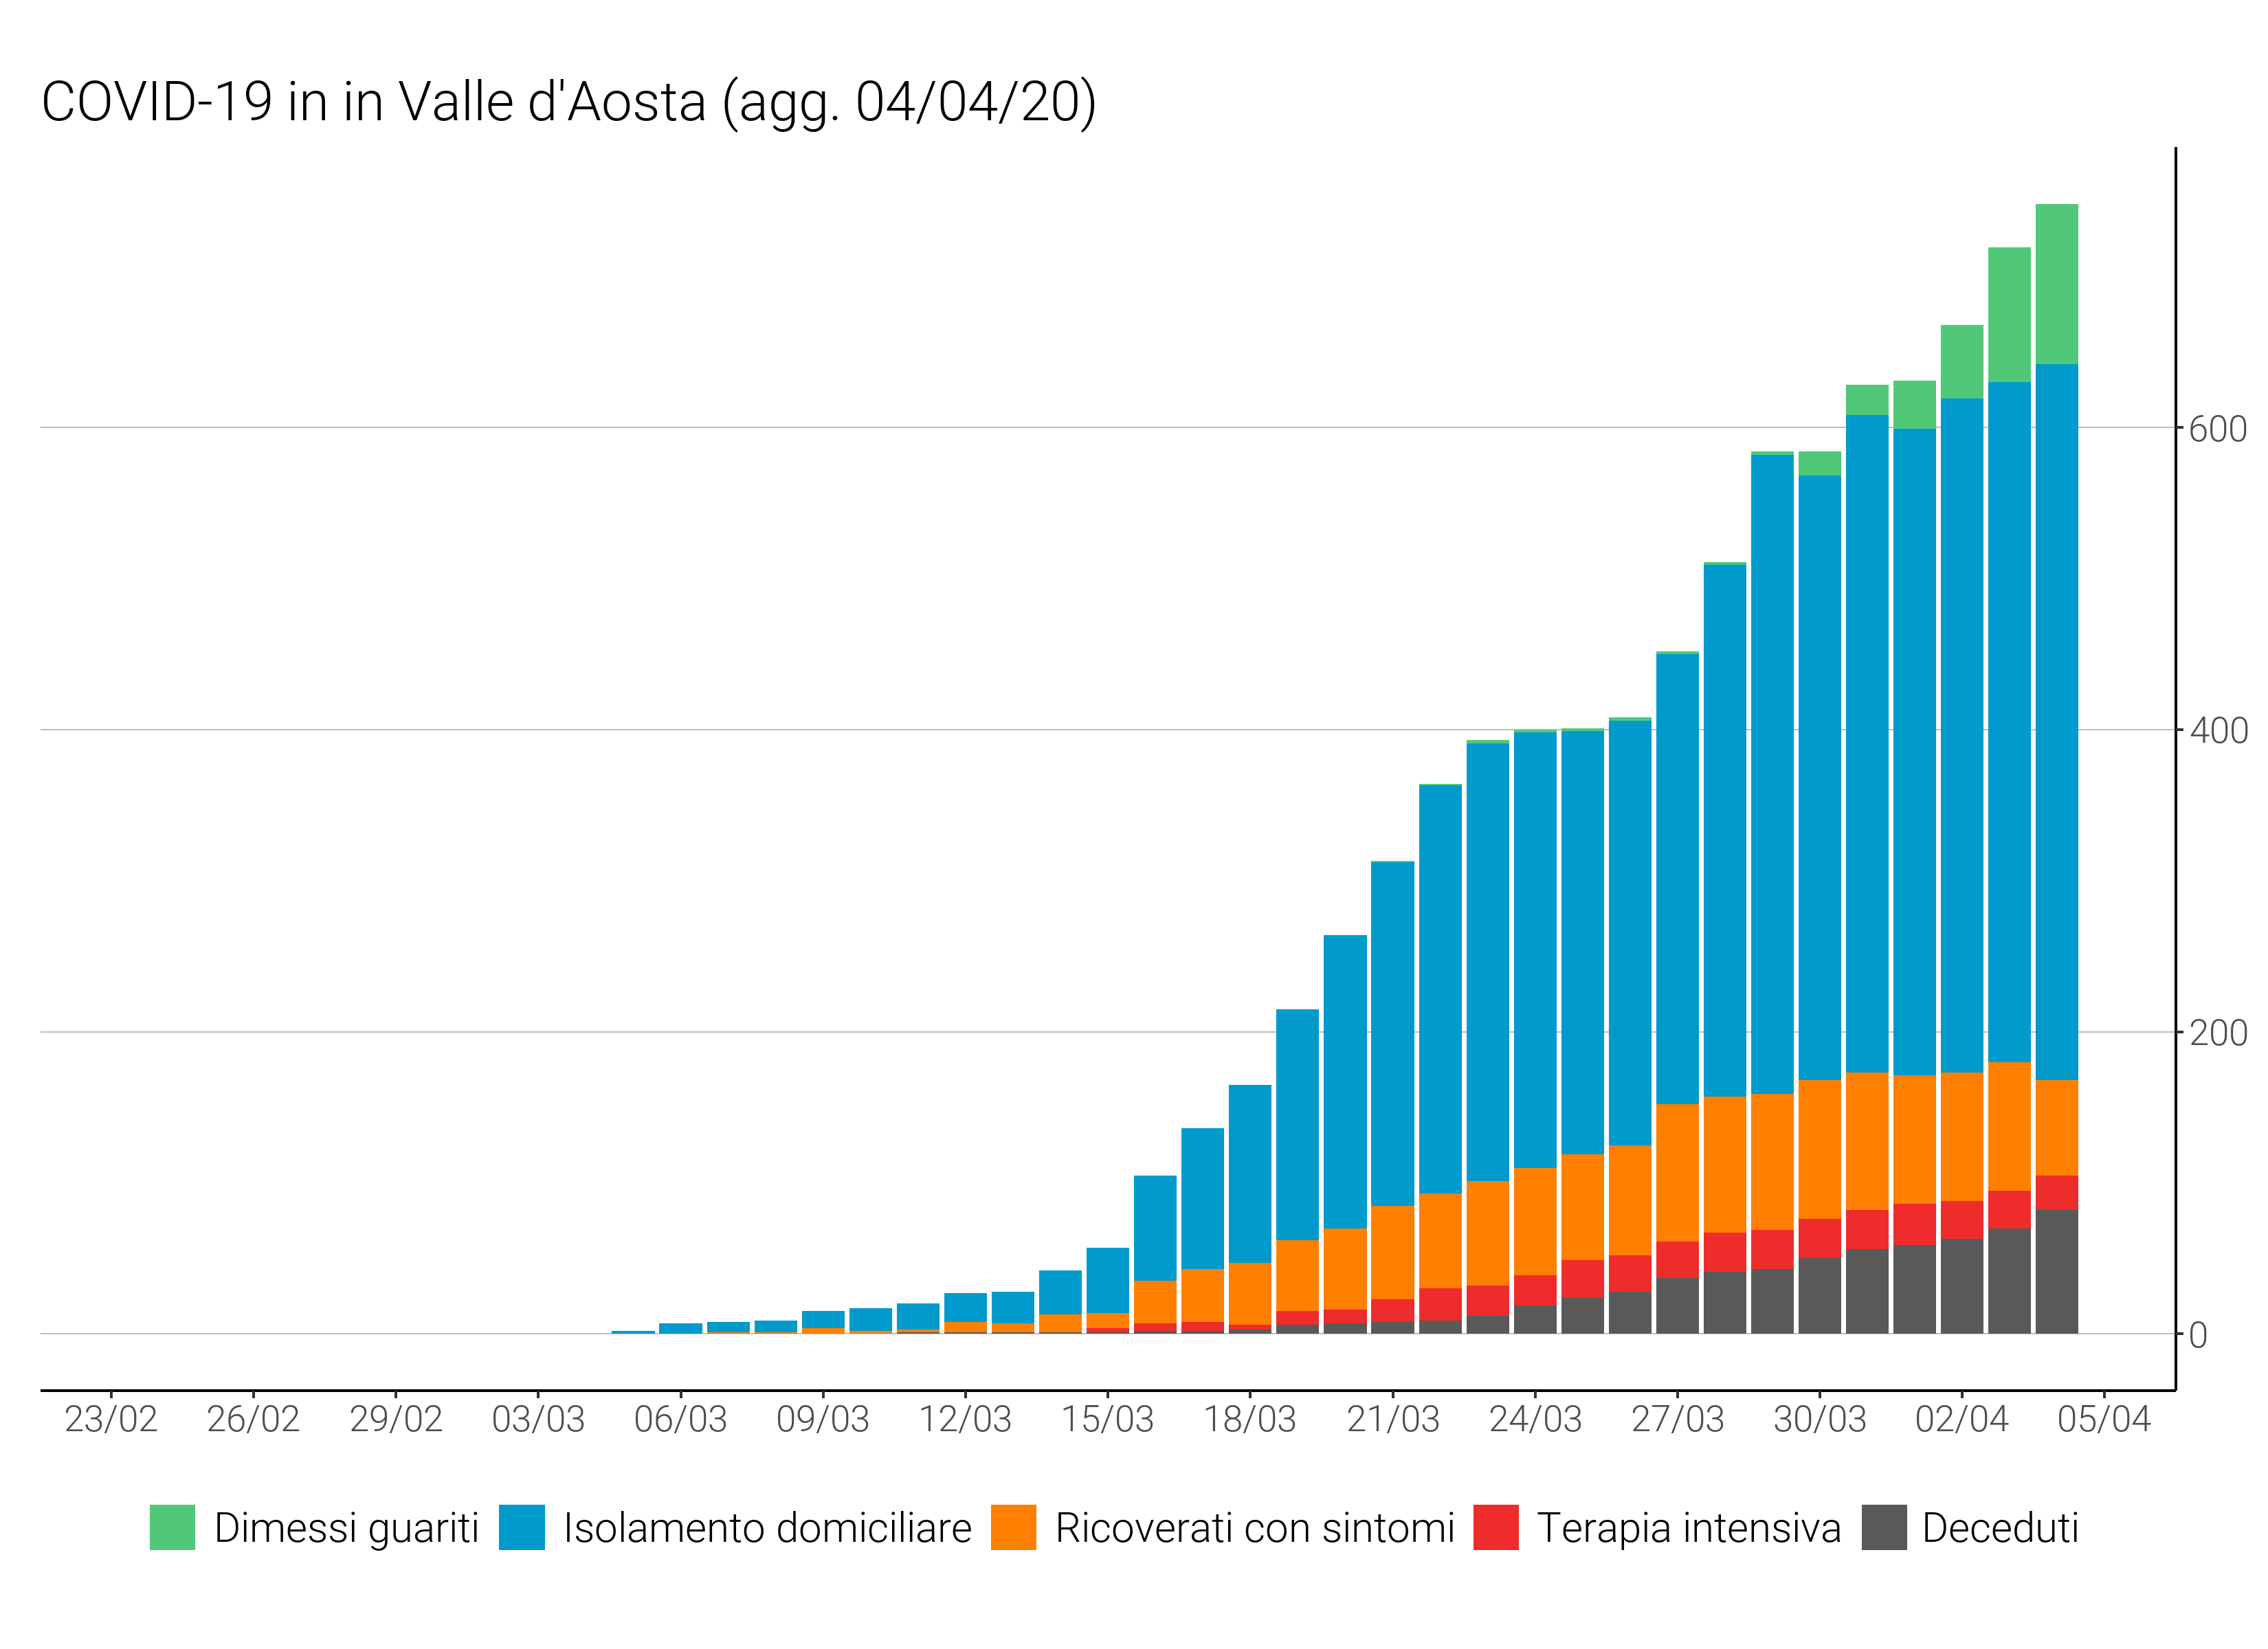 COVID-19 in in Valle d'Aosta (agg. 04/04/20)
600
400
200
0
23/02 26/02 29/02 03/03 06/03 09/03 12/03 15/03 18/03 21/03 24/03 27/03 30/03 02/04 05/04
Dimessi guariti Isolamento domiciliare Ricoverati con sintomi Terapia intensiva Deceduti